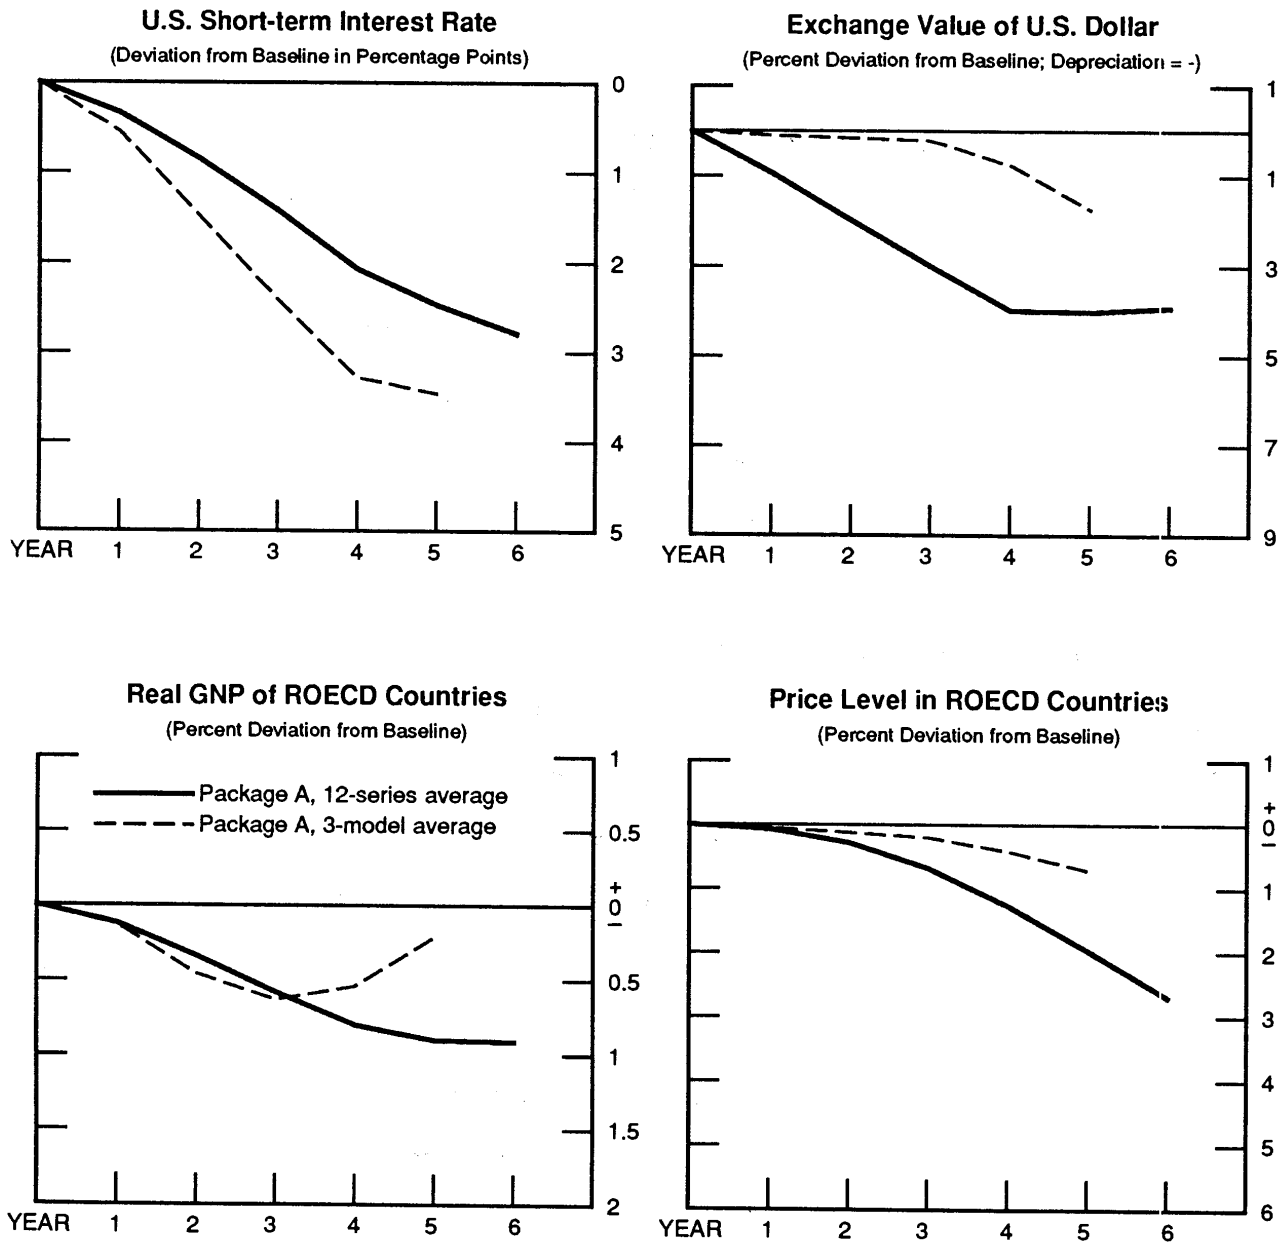 U.S. Short-term Interest Rate
(Deviation from Baseline in Percentage Points)
0
1
2
3
4
5
YEAR 1 2 3 4 5 6
Exchange Value of U.S. Dollar
(Percent Deviation from Baseline; Depreciation = -)
1
1
3
5
7
9
YEAR 1 2 3 4 5 6
Real GNP of ROECD Countries
(Percent Deviation from Baseline)
Package A, 12-series average
Package A, 3-model average
1
0.5
+
0
–
0.5
1
1.5
2
YEAR 1 2 3 4 5 6
Price Level in ROECD Countries
(Percent Deviation from Baseline)
1
+
0
–
1
2
3
4
5
6
YEAR 1 2 3 4 5 6